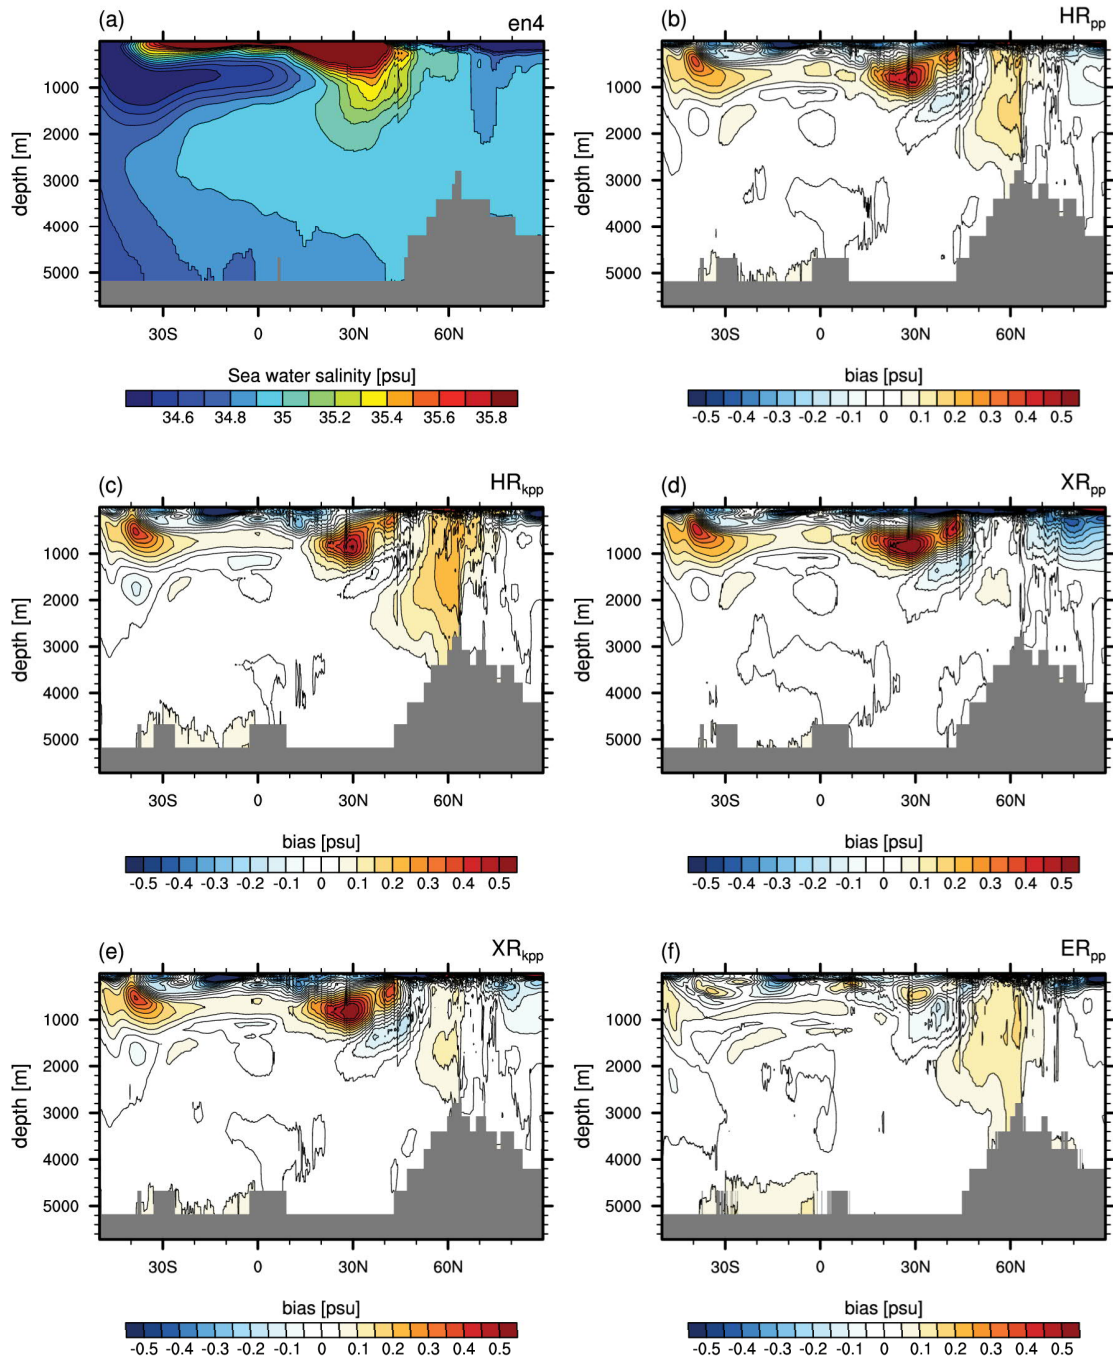 (a) en4
depth [m]
1000
2000
3000
4000
5000
30S 0 30N 60N
Sea water salinity [psu]
34.6 35 35.4 35.8
34.8 35.2 35.6
(b) HRpp
depth [m]
1000
2000
3000
4000
5000
30S 0 30N 60N
bias [psu]
-0.5 -0.4 -0.3 -0.2 -0.1 0 0.1 0.2 0.3 0.4 0.5
(c) HRkpp
depth [m]
1000
2000
3000
4000
5000
30S 0 30N 60N
bias [psu]
-0.5 -0.4 -0.3 -0.2 -0.1 0 0.1 0.2 0.3 0.4 0.5
(d) XRpp
depth [m]
1000
2000
3000
4000
5000
30S 0 30N 60N
bias [psu]
-0.5 -0.4 -0.3 -0.2 -0.1 0 0.1 0.2 0.3 0.4 0.5
(e) XRkpp
depth [m]
1000
2000
3000
4000
5000
30S 0 30N 60N
bias [psu]
-0.5 -0.4 -0.3 -0.2 -0.1 0 0.1 0.2 0.3 0.4 0.5
(f) ERpp
depth [m]
1000
2000
3000
4000
5000
30S 0 30N 60N
bias [psu]
-0.5 -0.4 -0.3 -0.2 -0.1 0 0.1 0.2 0.3 0.4 0.5